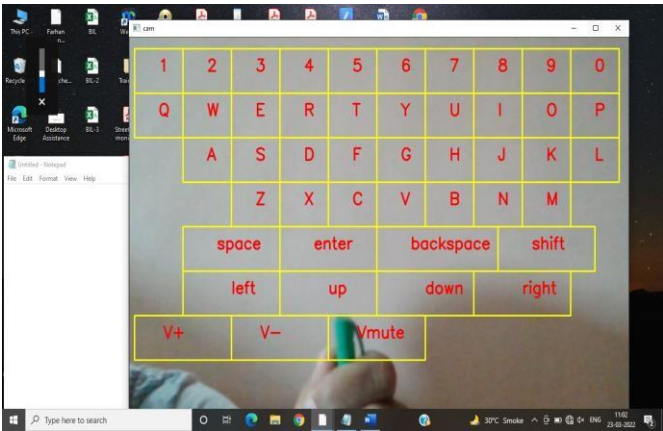 This PC
Farhan
n...
BIL
cam
Recycle
che...
BIL-2
Microsoft
Edge
Desktop
Assistance
BIL-3
Untitled - Notepad
File Edit Format View Help
1 2 3 4 5 6 7 8 9 0
Q W E R T Y U I O P
A S D F G H J K L
Z X C V B N M
space enter backspace shift
left up down right
V+ V- Vmute
Type here to search
30°C Smoke
ENG
11:02
23-03-2022